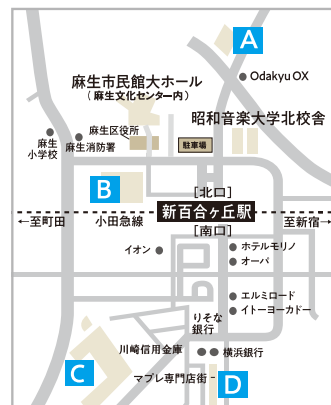 A
Odakyu OX
麻生市民館大ホール
（麻生文化センター内）
昭和音楽大学北校舎
麻生
小学校
麻生区役所
麻生消防署
駐車場
B
［北口］
新百合ヶ丘駅
［南口］
←至町田
小田急線
至新宿→
イオン
ホテルモリノ
オーパ
エルミロード
イトーヨーカドー
りそな
銀行
川崎信用金庫
横浜銀行
C
マプレ専門店街
D